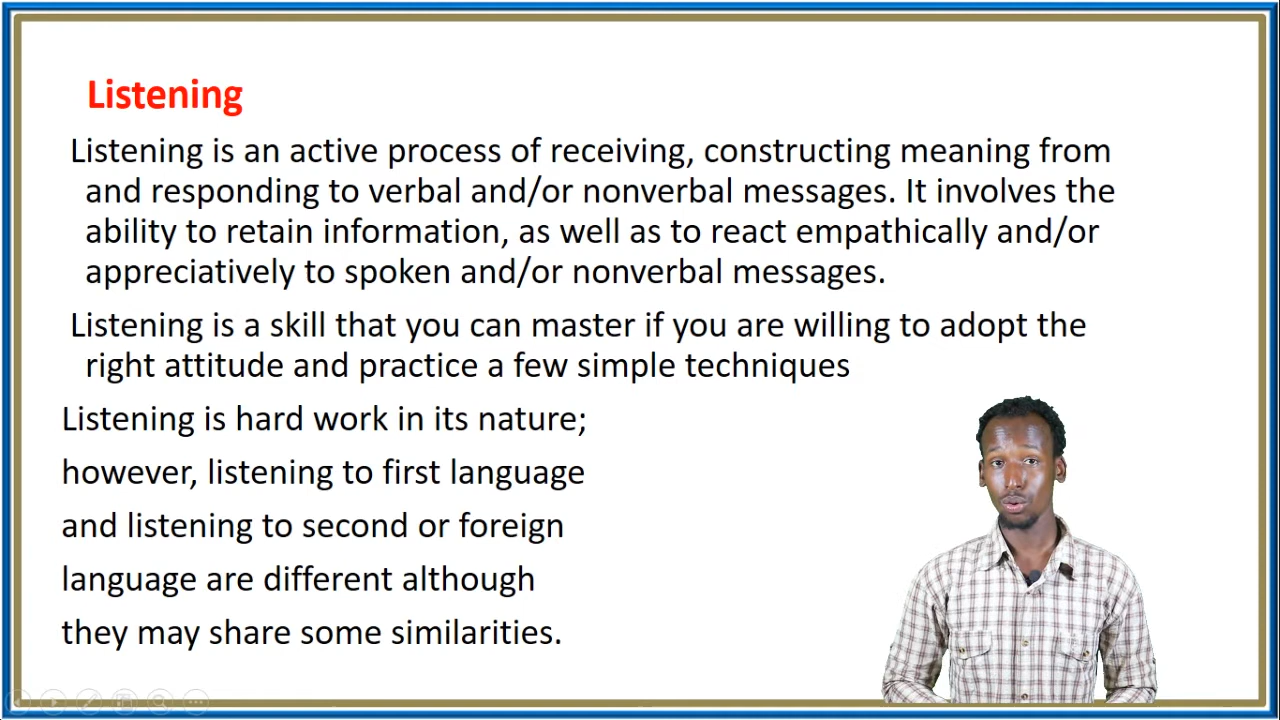 Listening
Listening is an active process of receiving, constructing meaning from
and responding to verbal and/or nonverbal messages. It involves the
ability to retain information, as well as to react empathically and/or
appreciatively to spoken and/or nonverbal messages.
Listening is a skill that you can master if you are willing to adopt the
right attitude and practice a few simple techniques
Listening is hard work in its nature;
however, listening to first language
and listening to second or foreign
language are different although
they may share some similarities.